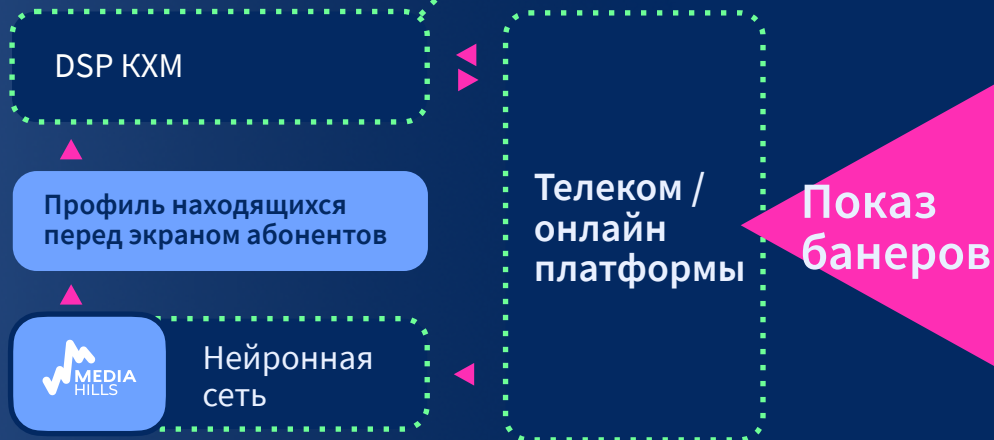 DSP КХМ
Профиль находящихся
перед экраном абонентов
MEDIA
HILLS
Нейронная
сеть
Телеком /
онлайн
платформы
Показ
банеров